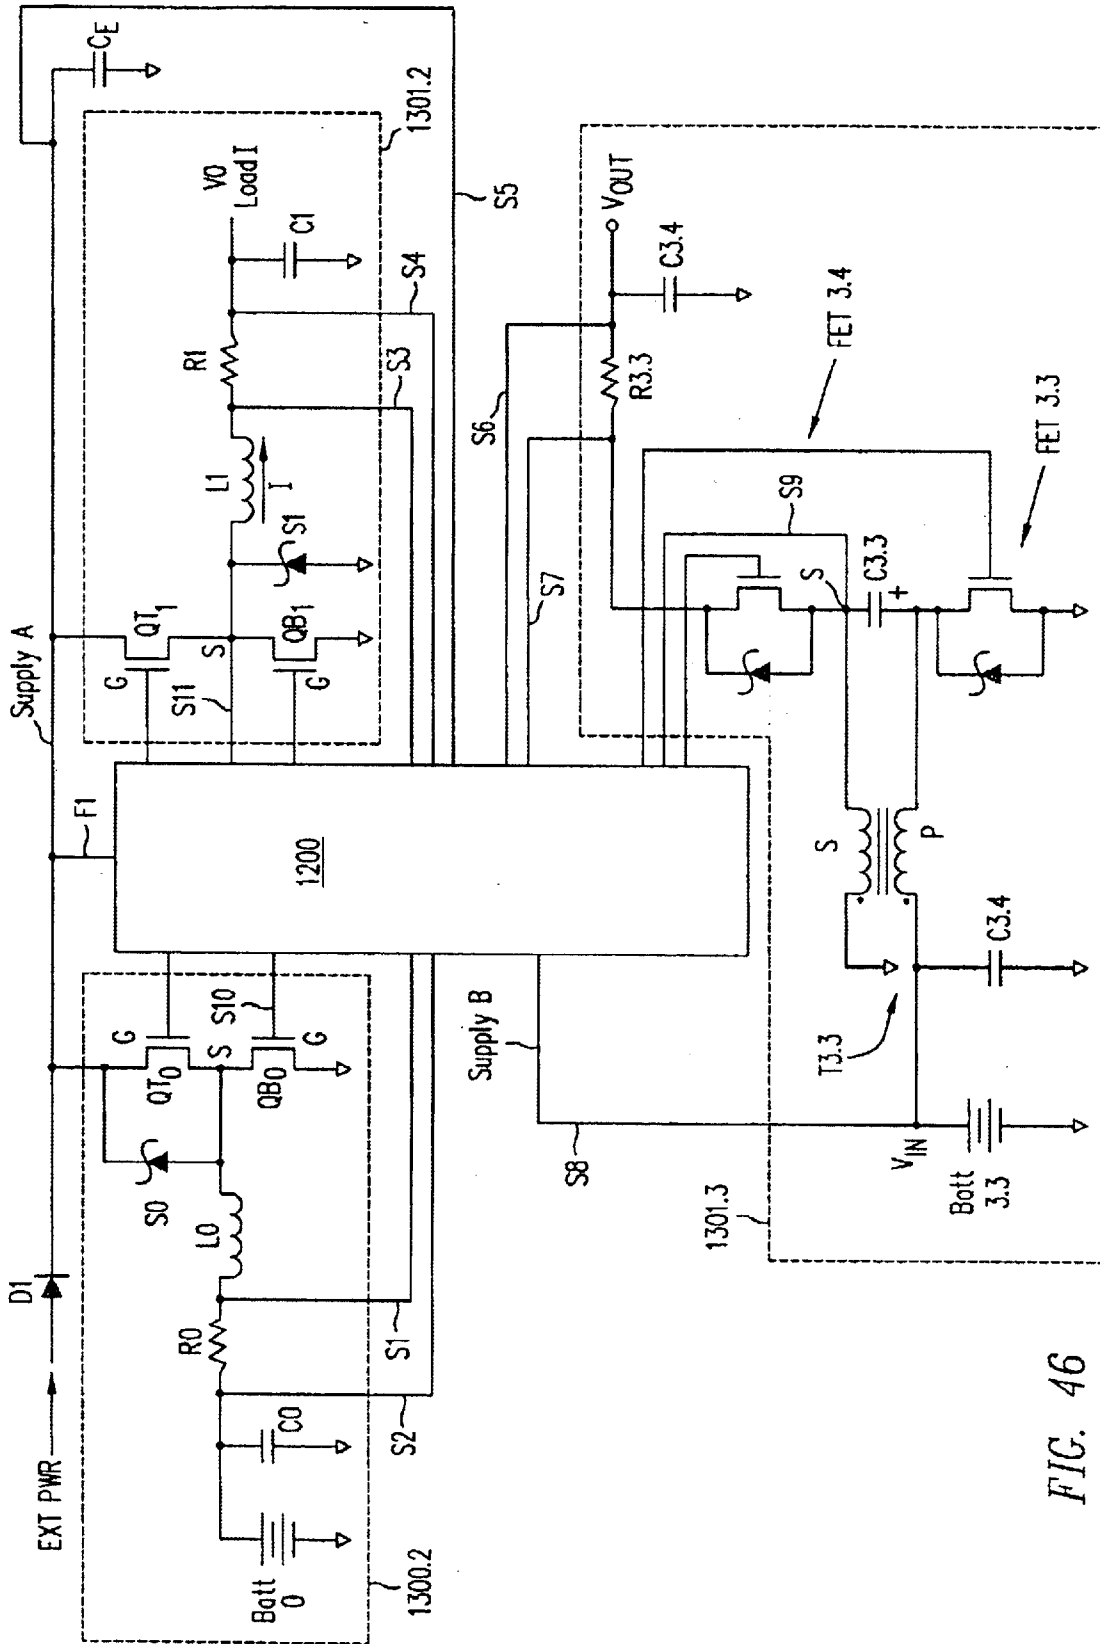 EXT PWR
D1
Supply A
CE
F1
S0
QT0
G
S
S10
QB0
G
L0
R0
C0
Batt
0
S1
S2
1300.2
1200
G
QT1
S11
S
QB1
G
S1
L1
I
R1
V0
Load I
C1
S3
S4
S5
1301.2
Supply B
S8
S6
S7
R3.3
VOUT
C3.4
FET 3.4
S9
S
C3.3
+
FET 3.3
S
P
T3.3
C3.4
VIN
Batt
3.3
1301.3
FIG. 46